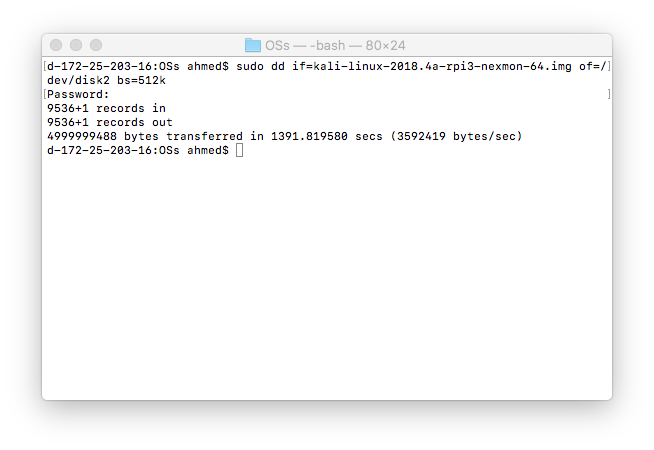 OSs — -bash — 80×24
[d-172-25-203-16:OSs ahmed$ sudo dd if=kali-linux-2018.4a-rpi3-nexmon-64.img of=/]
dev/disk2 bs=512k
[Password: ]
9536+1 records in
9536+1 records out
4999999488 bytes transferred in 1391.819580 secs (3592419 bytes/sec)
d-172-25-203-16:OSs ahmed$